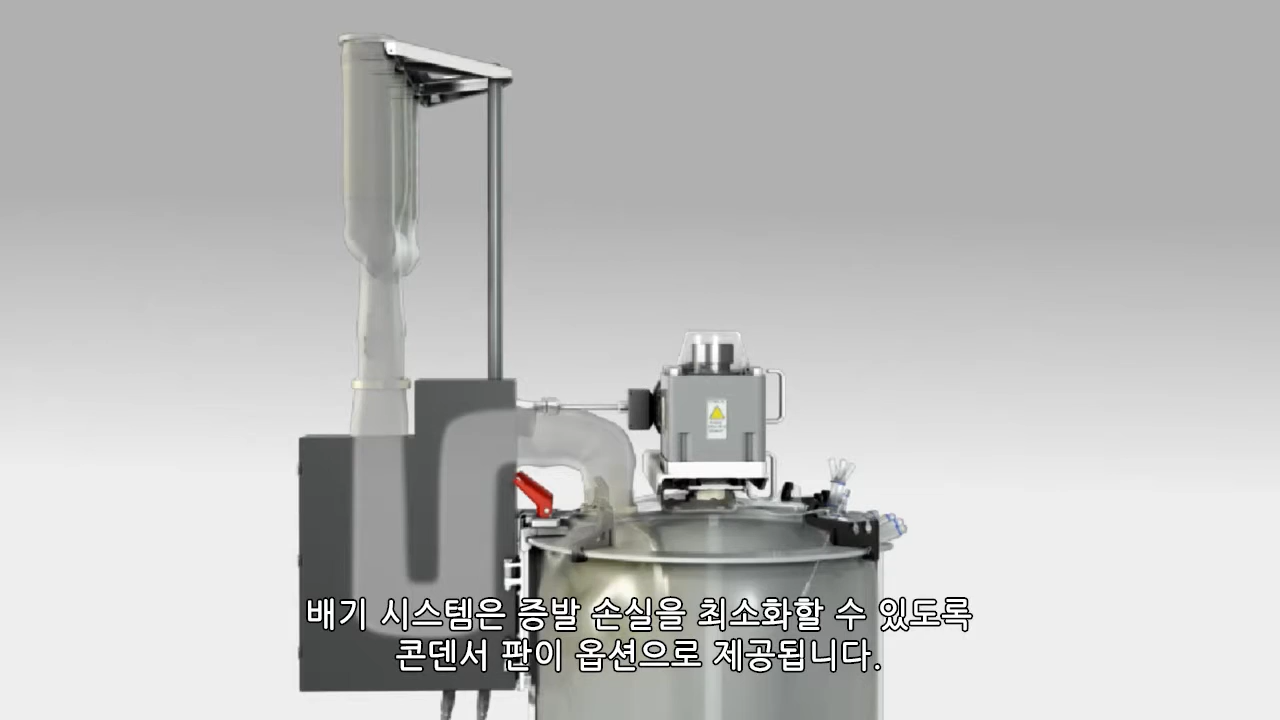 배기 시스템은 증발 손실을 최소화할 수 있도록
콘덴서 판이 옵션으로 제공됩니다.